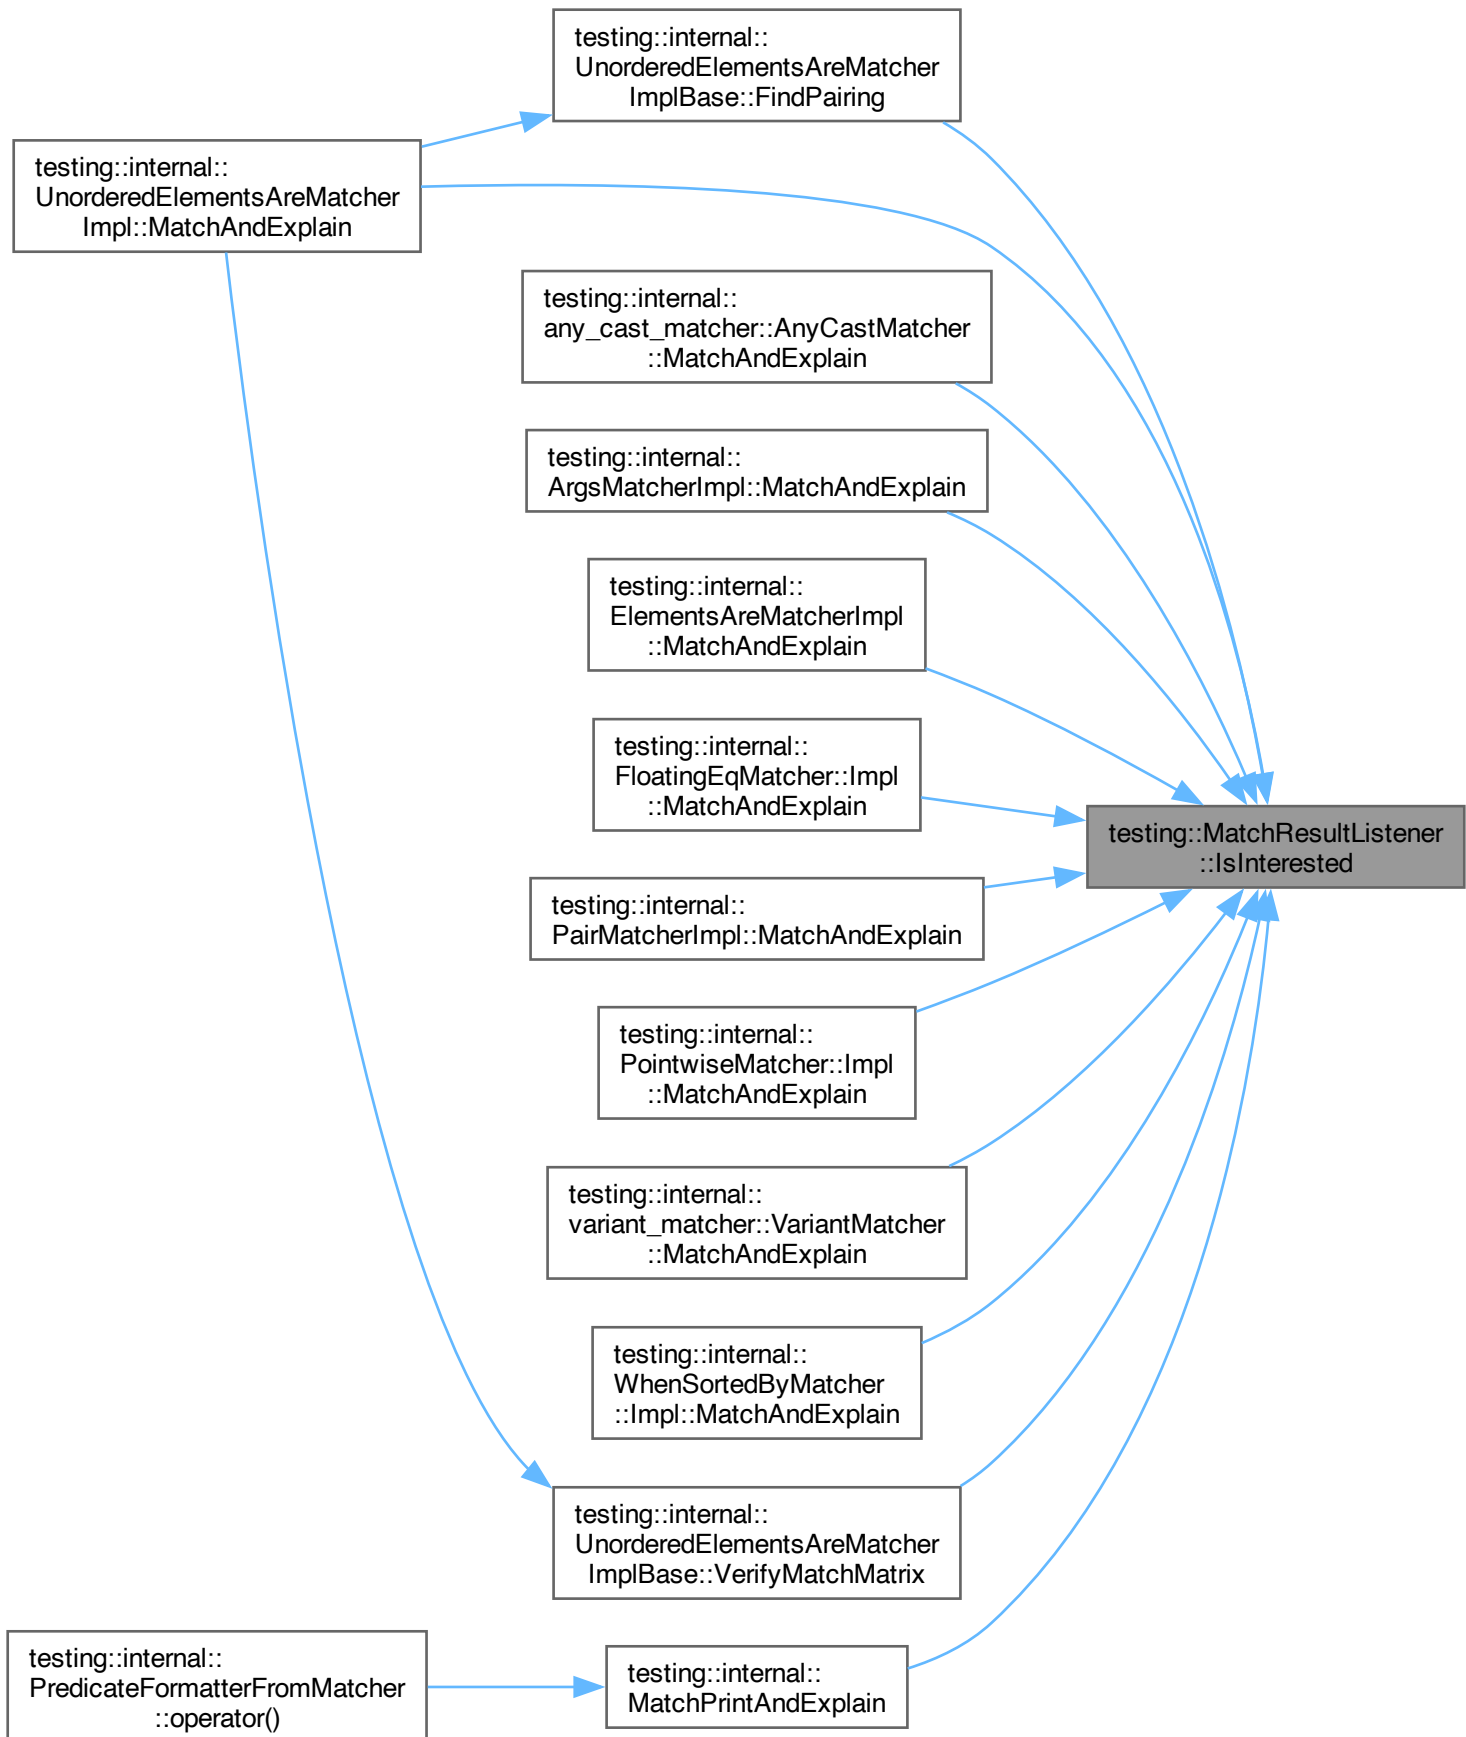 testing::internal::
UnorderedElementsAreMatcher
ImplBase::FindPairing
testing::internal::
UnorderedElementsAreMatcher
Impl::MatchAndExplain
testing::internal::
any_cast_matcher::AnyCastMatcher
::MatchAndExplain
testing::internal::
ArgsMatcherImpl::MatchAndExplain
testing::internal::
ElementsAreMatcherImpl
::MatchAndExplain
testing::internal::
FloatingEqMatcher::Impl
::MatchAndExplain
testing::MatchResultListener
::IsInterested
testing::internal::
PairMatcherImpl::MatchAndExplain
testing::internal::
PointwiseMatcher::Impl
::MatchAndExplain
testing::internal::
variant_matcher::VariantMatcher
::MatchAndExplain
testing::internal::
WhenSortedByMatcher
::Impl::MatchAndExplain
testing::internal::
UnorderedElementsAreMatcher
ImplBase::VerifyMatchMatrix
testing::internal::
PredicateFormatterFromMatcher
::operator()
testing::internal::
MatchPrintAndExplain